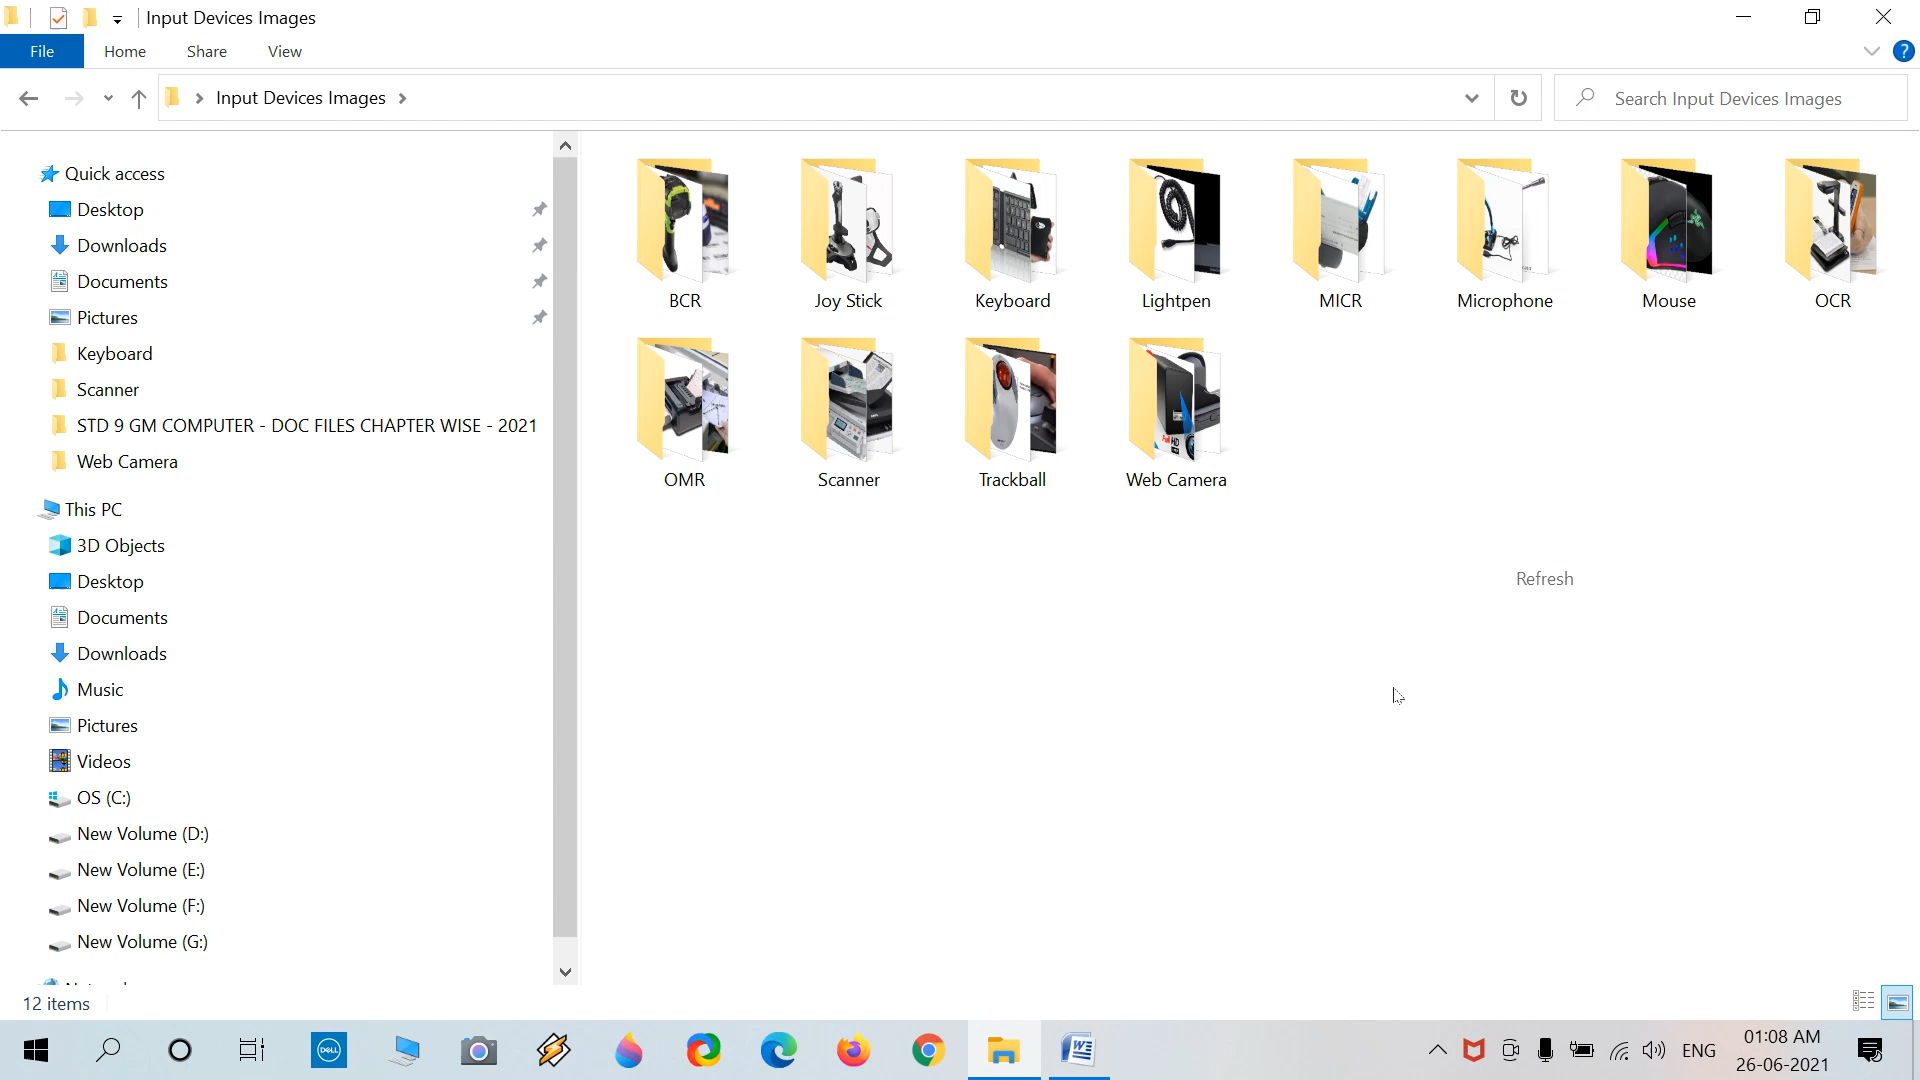 Input Devices Images
File Home Share View
Input Devices Images
Search Input Devices Images
Quick access
Desktop
Downloads
Documents
Pictures
Keyboard
Scanner
STD 9 GM COMPUTER - DOC FILES CHAPTER WISE - 2021
Web Camera
This PC
3D Objects
Desktop
Documents
Downloads
Music
Pictures
Videos
OS (C:)
New Volume (D:)
New Volume (E:)
New Volume (F:)
New Volume (G:)
BCR Joy Stick Keyboard Lightpen MICR Microphone Mouse OCR
OMR Scanner Trackball Web Camera
Refresh
12 items
DELL
ENG
01:08 AM
26-06-2021